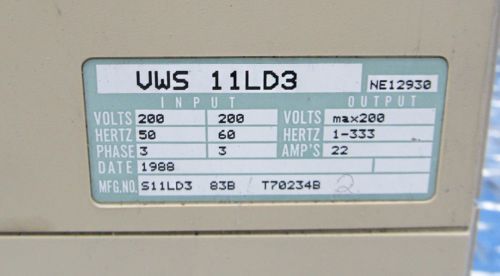 VWS 11LD3 NE12930
INPUT OUTPUT
VOLTS 200 200 VOLTS max200
HERTZ 50 60 HERTZ 1-333
PHASE 3 3 AMP'S 22
DATE 1988
MFG.NO. S11LD3 83B T70234B 2